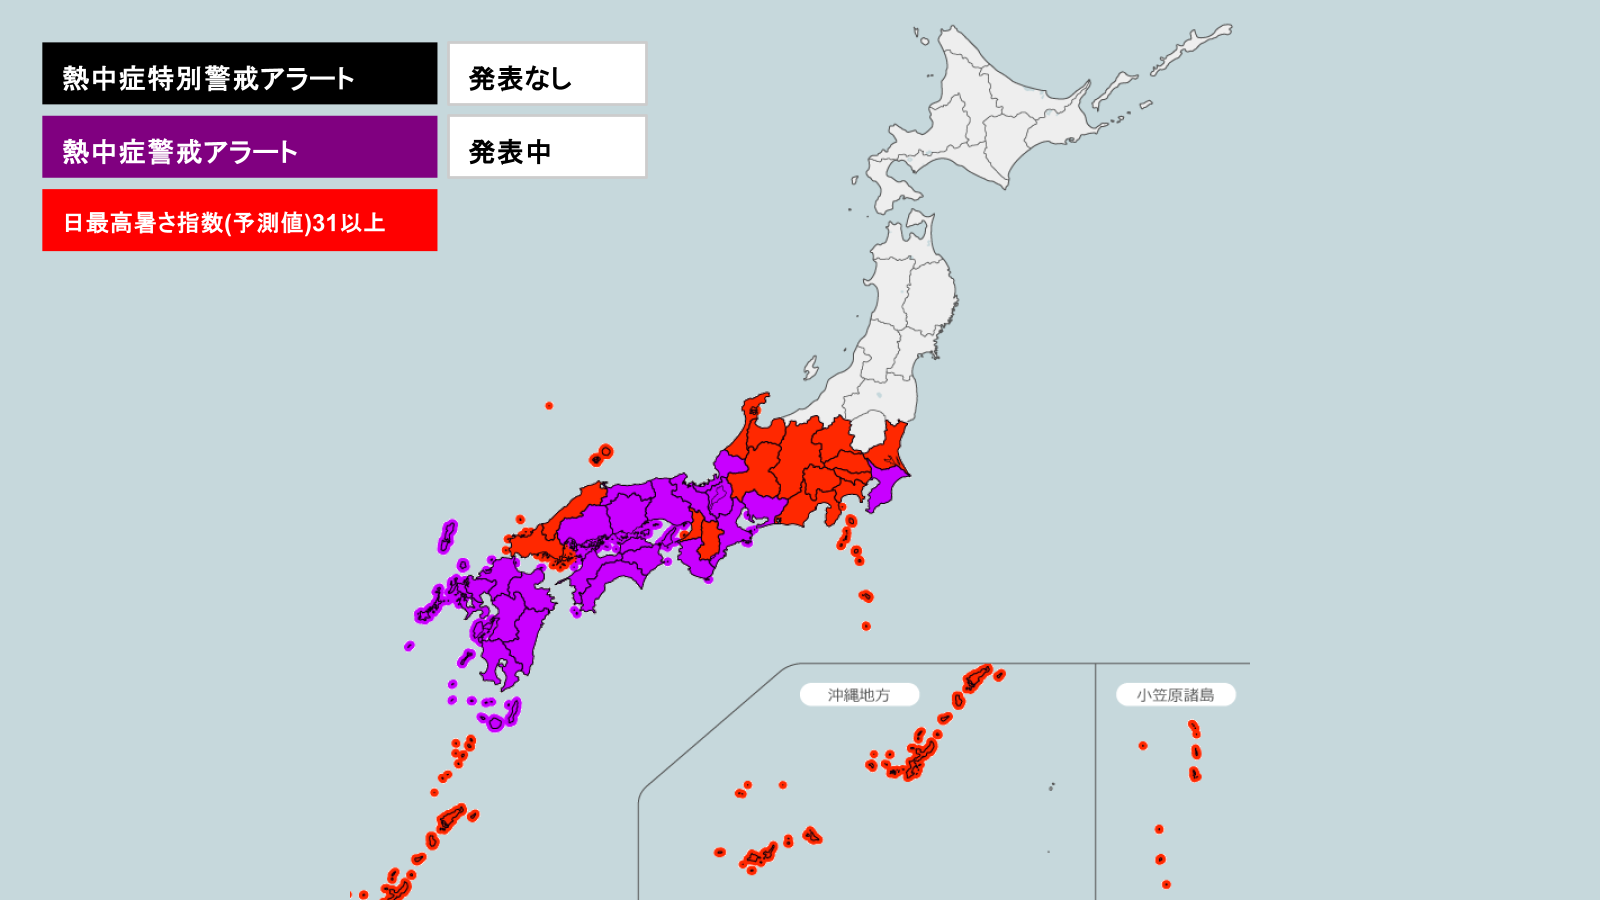 熱中症特別警戒アラート 発表なし
熱中症警戒アラート 発表中
日最高暑さ指数(予測値)31以上
沖縄地方
小笠原諸島